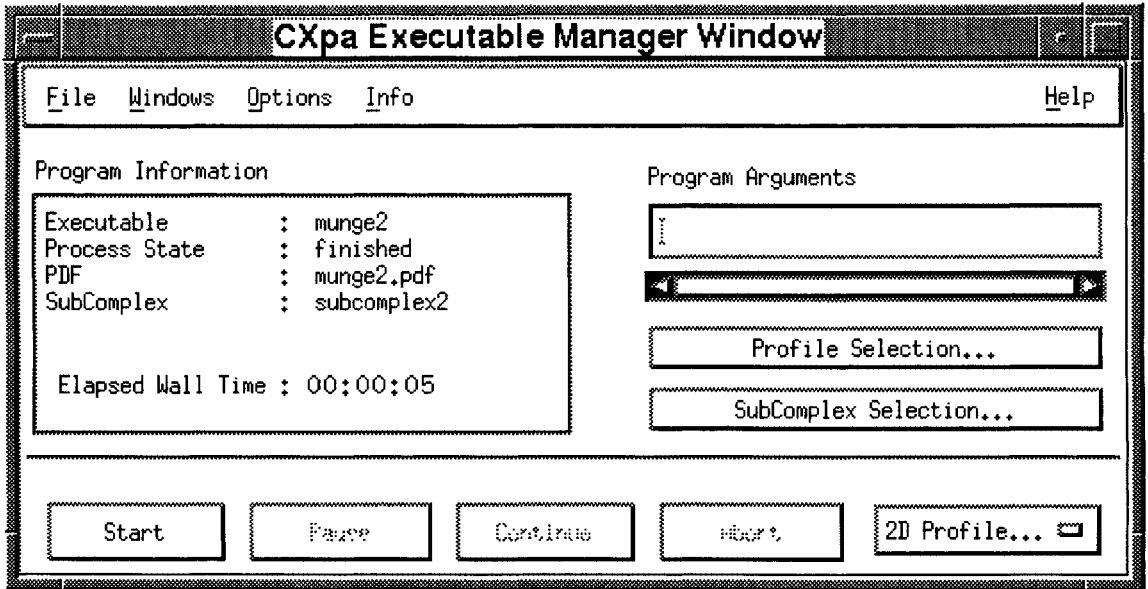 CXpa Executable Manager Window
File Windows Options Info Help
Program Information
Executable : munge2
Process State : finished
PDF : munge2.pdf
SubComplex : subcomplex2
Elapsed Wall Time : 00:00:05
Program Arguments
Profile Selection...
SubComplex Selection...
Start Pause Continue Abort 2D Profile...